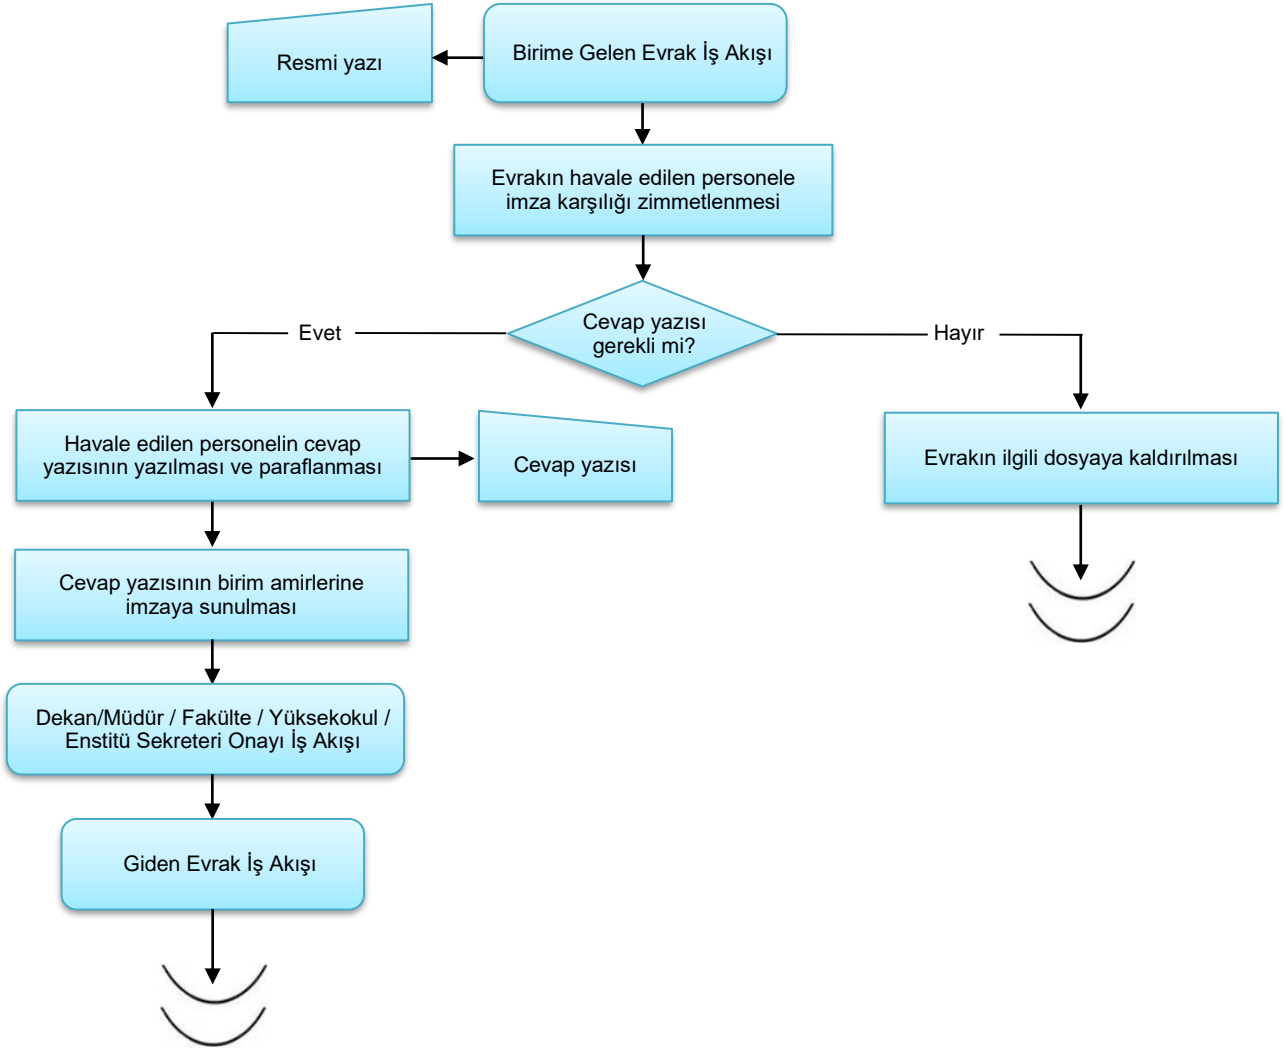 Resmi yazı
Birime Gelen Evrak İş Akışı
Evrakın havale edilen personele
imza karşılığı zimmetlenmesi
Cevap yazısı
gerekli mi?
Evet
Hayır
Havale edilen personelin cevap
yazısının yazılması ve paraflanması
Cevap yazısı
Evrakın ilgili dosyaya kaldırılması
Cevap yazısının birim amirlerine
imzaya sunulması
Dekan/Müdür / Fakülte / Yüksekokul /
Enstitü Sekreteri Onayı İş Akışı
Giden Evrak İş Akışı